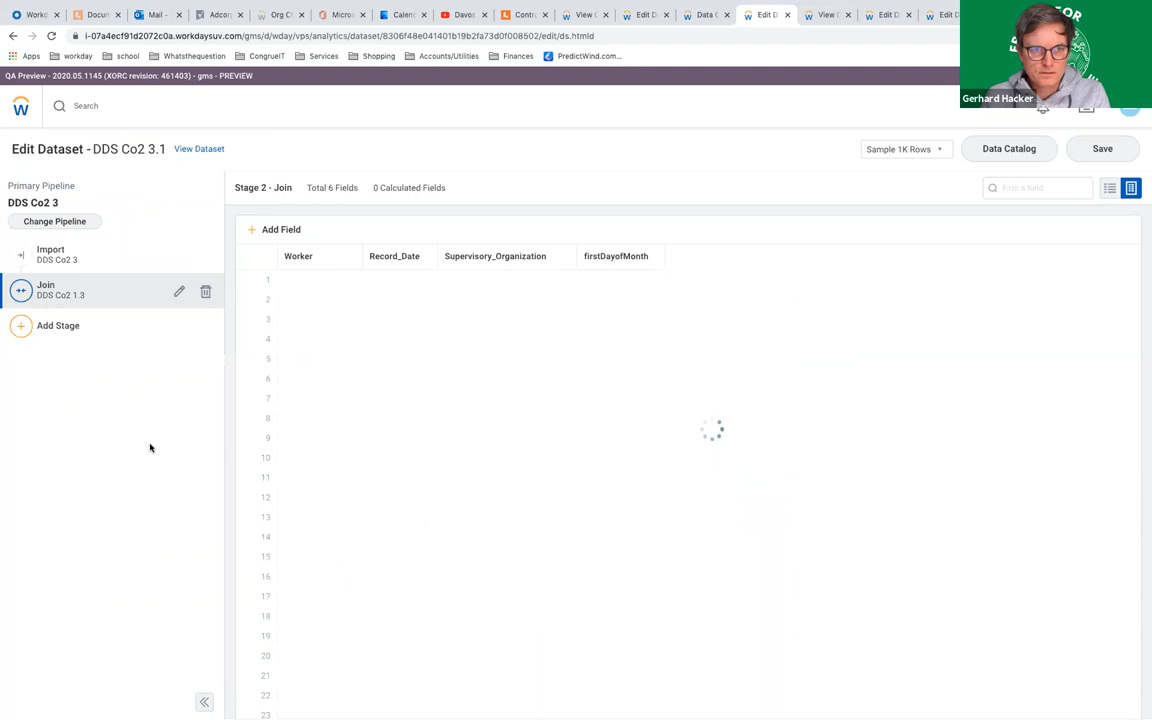 Workd
Docum
Mail -
Adcorp
Org Cl
Micros
Calend
Davos
Contro
View C
Edit D
Data C
Edit D
View D
Edit D
Edit D
i-07a4ecf91d2072c0a.workdaysuv.com/gms/d/wday/vps/analytics/dataset/8306f48e041401b19b2fa73d0f008502/edit/ds.htmld
Apps
workday
school
Whatsthequestion
CongrueIT
Services
Shopping
Accounts/Utilities
Finances
PredictWind.com...
QA Preview - 2020.05.1145 (XORC revision: 461403) - gms - PREVIEW
Gerhard Hacker
Search
Edit Dataset - DDS Co2 3.1 View Dataset
Sample 1K Rows
Data Catalog
Save
Primary Pipeline
DDS Co2 3
Change Pipeline
Import
DDS Co2 3
Join
DDS Co2 1.3
Add Stage
Stage 2 - Join Total 6 Fields 0 Calculated Fields
Find a field
Add Field
Worker Record_Date Supervisory_Organization firstDayofMonth
1
2
3
4
5
6
7
8
9
10
11
12
13
14
15
16
17
18
19
20
21
22
23